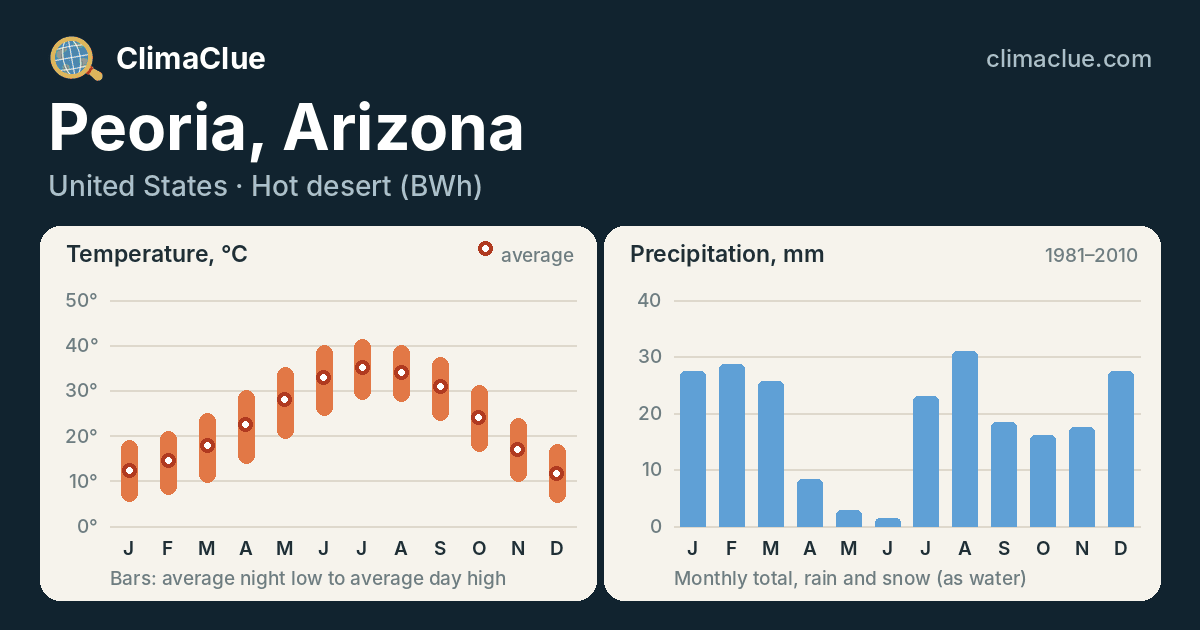 ClimaClue
climaclue.com
Peoria, Arizona
United States · Hot desert (BWh)
Temperature, °C
average
50°
40°
30°
20°
10°
0°
J F M A M J J A S O N D
Bars: average night low to average day high
Precipitation, mm
1981–2010
40
30
20
10
0
J F M A M J J A S O N D
Monthly total, rain and snow (as water)